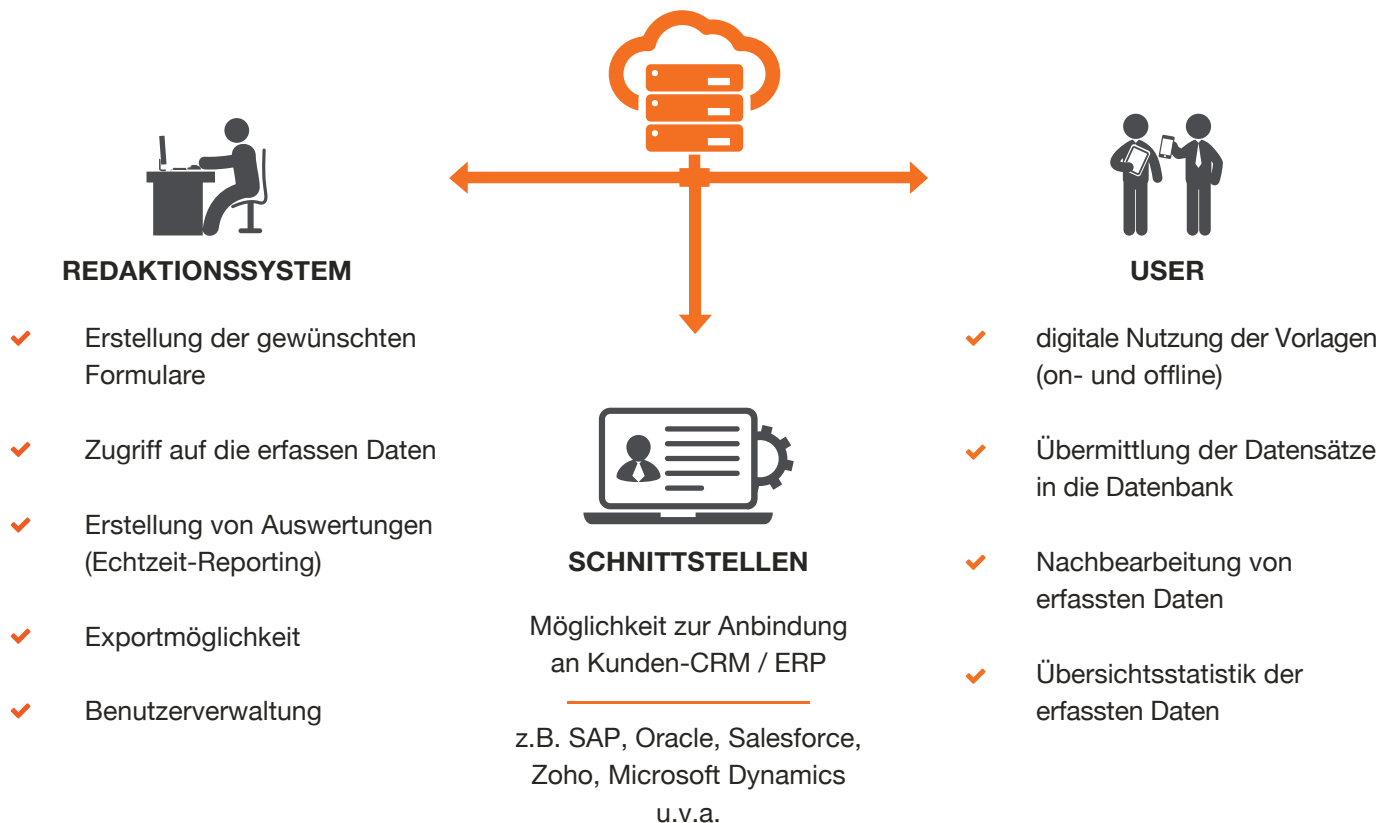 REDAKTIONSSYSTEM
Erstellung der gewünschten
Formulare
Zugriff auf die erfassen Daten
Erstellung von Auswertungen
(Echtzeit-Reporting)
Exportmöglichkeit
Benutzerverwaltung
SCHNITTSTELLEN
Möglichkeit zur Anbindung
an Kunden-CRM / ERP
z.B. SAP, Oracle, Salesforce,
Zoho, Microsoft Dynamics
u.v.a.
USER
digitale Nutzung der Vorlagen
(on- und offline)
Übermittlung der Datensätze
in die Datenbank
Nachbearbeitung von
erfassten Daten
Übersichtsstatistik der
erfassten Daten